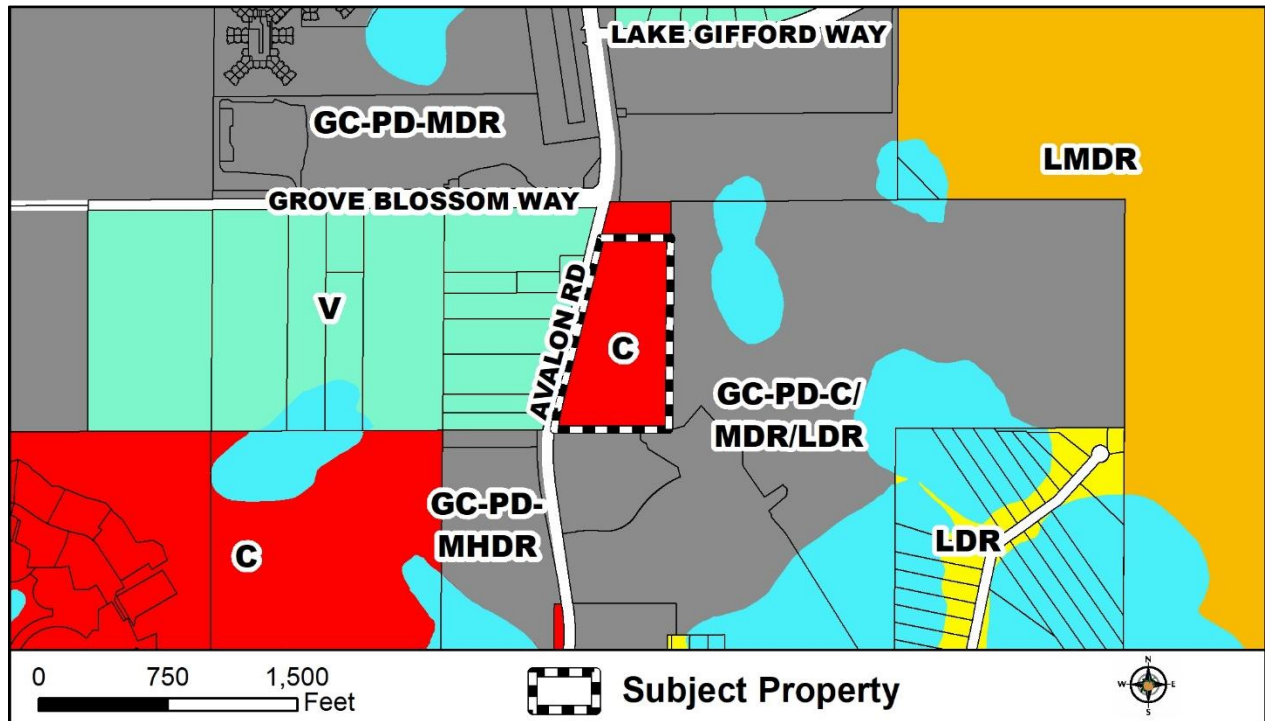 LAKE GIFFORD WAY
GC-PD-MDR
LMDR
GROVE BLOSSOM WAY
AVALON RD
V
C
GC-PD-C/
MDR/LDR
GC-PD-
MHDR
C
LDR
0 750 1,500
Feet
Subject Property
N
W E
S